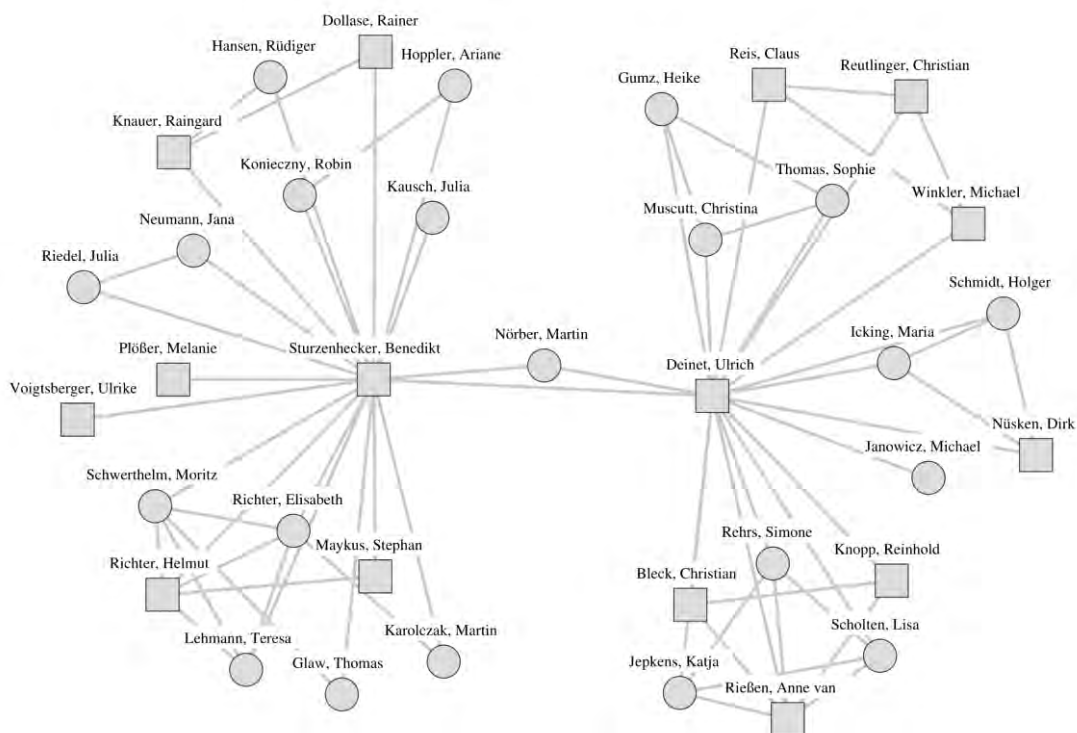 Dollase, Rainer
Hansen, Rüdiger
Hoppler, Ariane
Reis, Claus
Reutlinger, Christian
Gumz, Heike
Knauer, Raingard
Konieczny, Robin
Thomas, Sophie
Kausch, Julia
Winkler, Michael
Muscutt, Christina
Neumann, Jana
Riedel, Julia
Schmidt, Holger
Icking, Maria
Nörber, Martin
Plößer, Melanie
Sturzenhecker, Benedikt
Deinet, Ulrich
Voigtsberger, Ulrike
Nüsken, Dirk
Janowicz, Michael
Schwerthelm, Moritz
Richter, Elisabeth
Rehrs, Simone
Maykus, Stephan
Knopp, Reinhold
Richter, Helmut
Bleck, Christian
Scholten, Lisa
Karolczak, Martin
Lehmann, Teresa
Glaw, Thomas
Jepkens, Katja
Rießen, Anne van